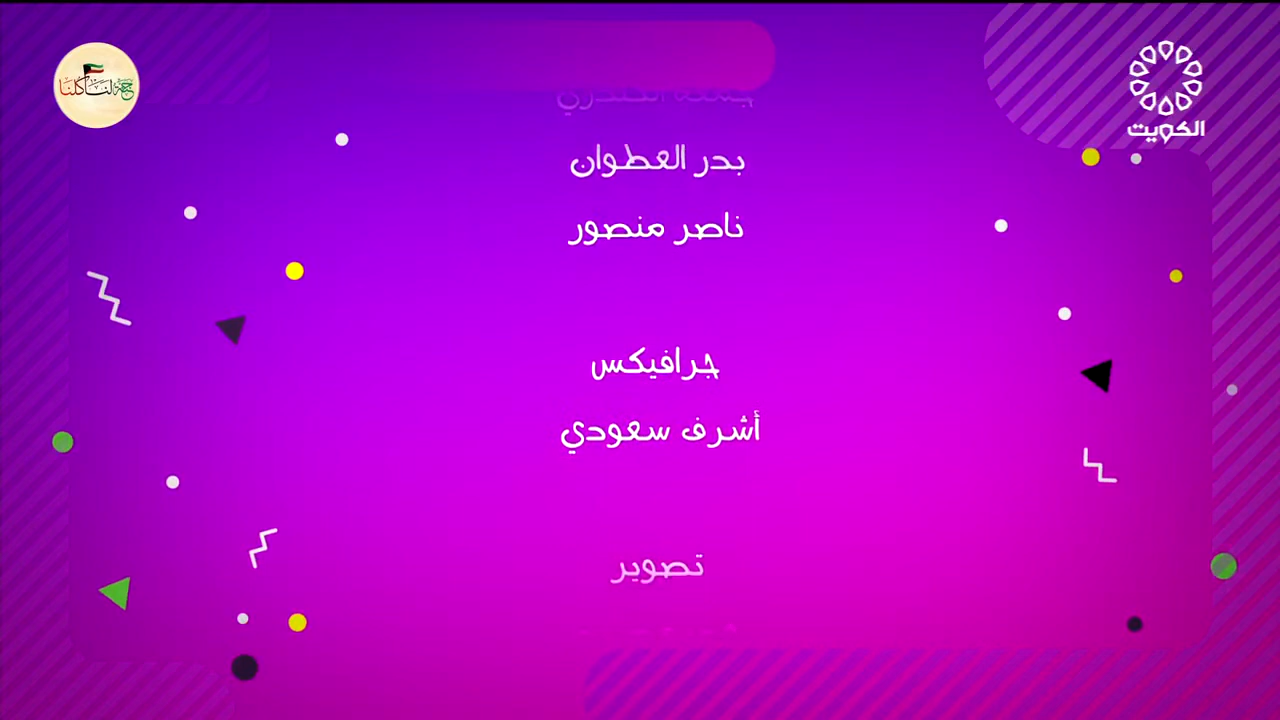 الكويت
بدر العطوان
ناصر منصور
جرافيكس
أشرف سعودي
تصوير